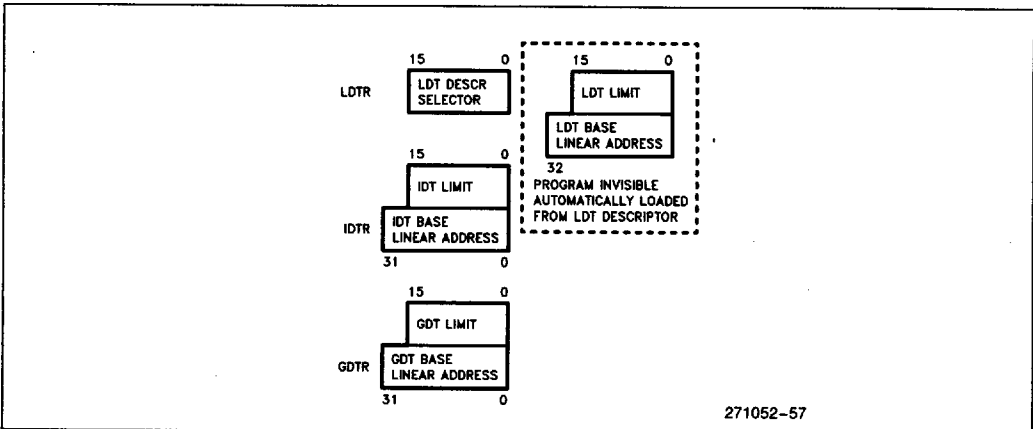 15 0
LDTR
LDT DESCR
SELECTOR
15 0
LDT LIMIT
LDT BASE
LINEAR ADDRESS
32
PROGRAM INVISIBLE
AUTOMATICALLY LOADED
FROM LDT DESCRIPTOR
15 0
IDT LIMIT
IDTR
IDT BASE
LINEAR ADDRESS
31 0
15 0
GDT LIMIT
GDTR
GDT BASE
LINEAR ADDRESS
31 0
271052-57